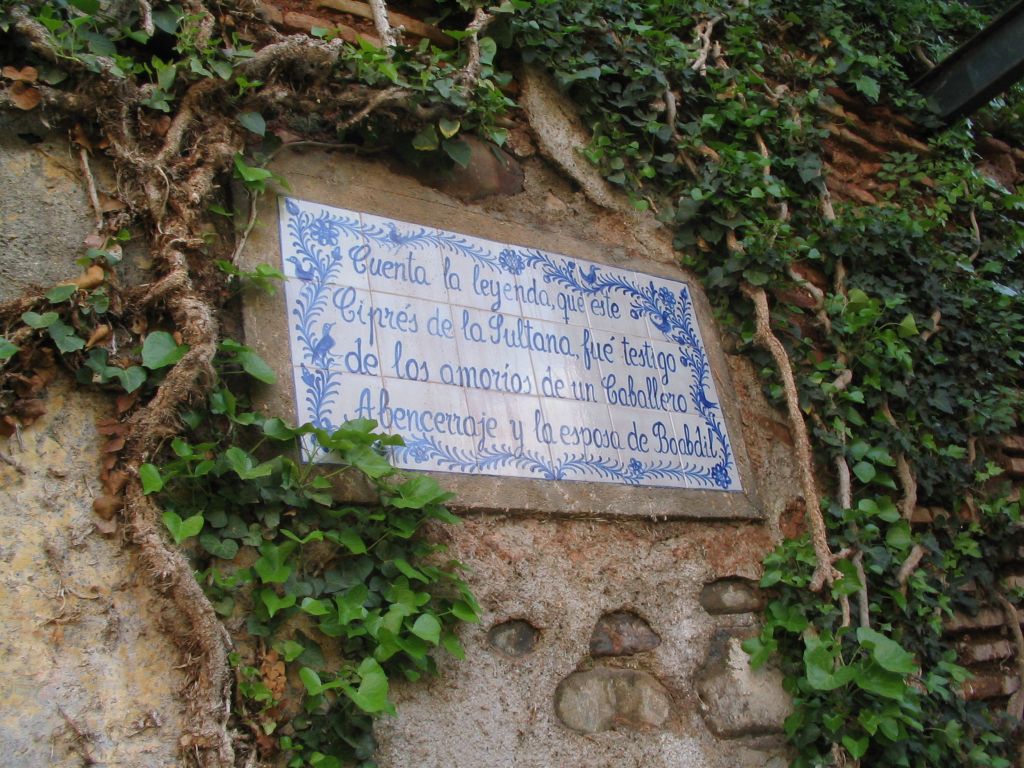 Cuenta la leyenda, que este
Ciprés de la Sultana, fué testigo
de los amoríos de un Caballero
Abencerraje y la esposa de Boabdil